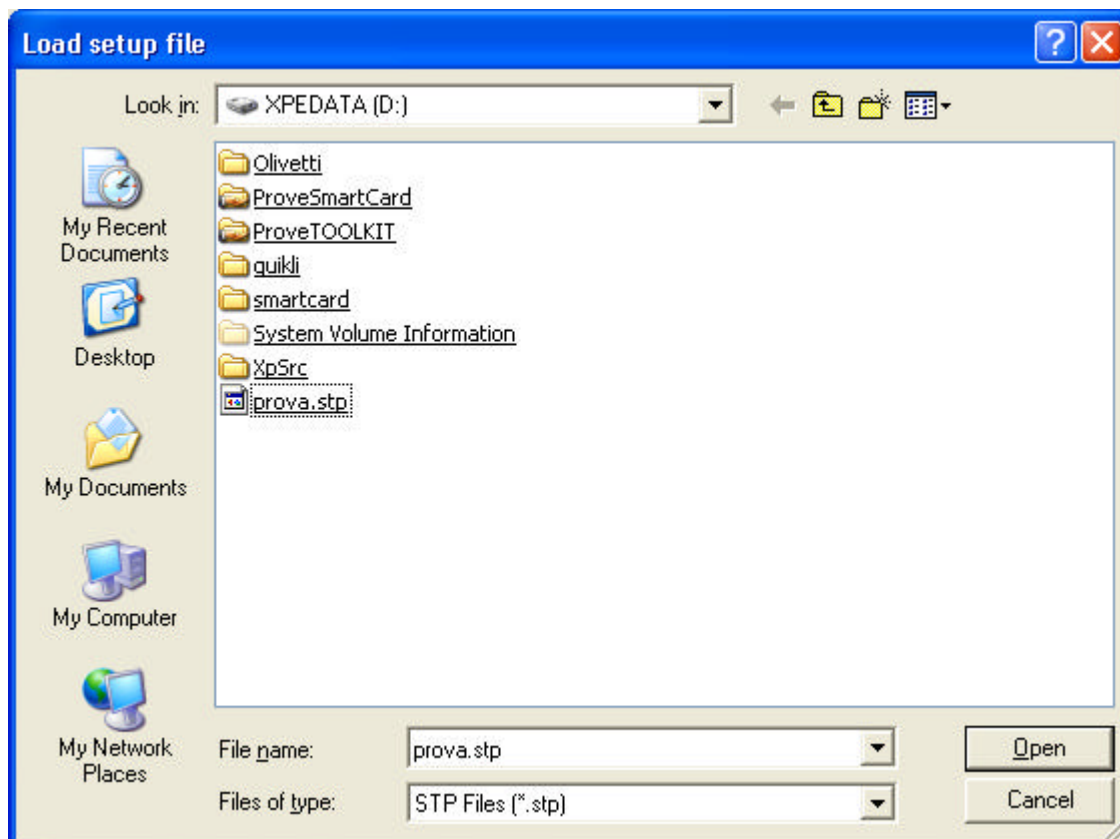 Load setup file
Look in: XPEDATA (D:)
Olivetti
ProveSmartCard
ProveTOOLKIT
quikli
smartcard
System Volume Information
XpSrc
prova.stp
My Recent
Documents
Desktop
My Documents
My Computer
My Network
Places
File name: prova.stp Open
Files of type: STP Files (*.stp) Cancel